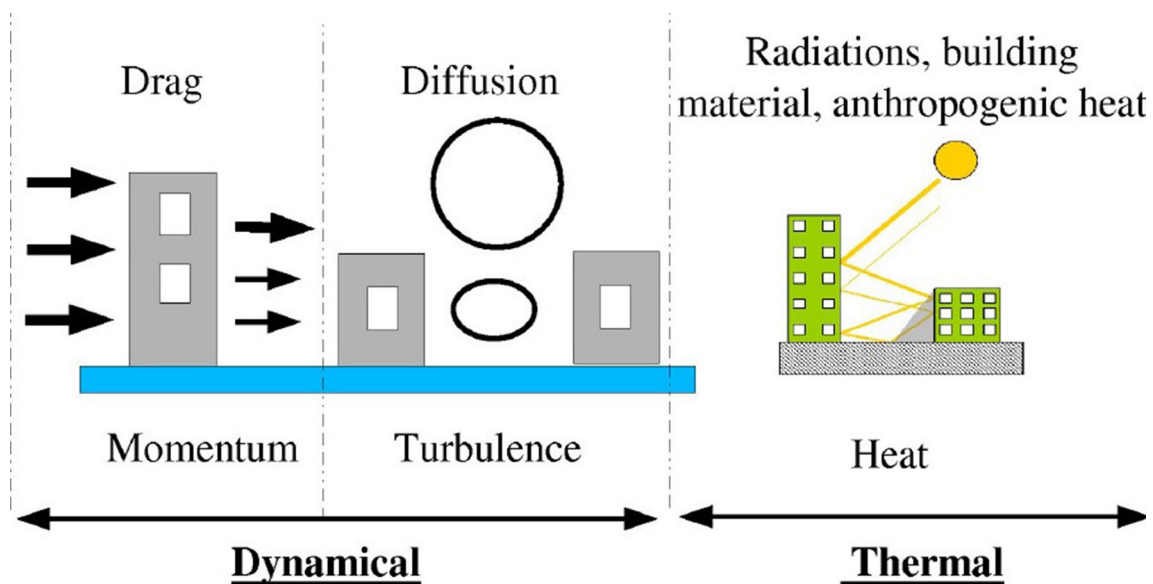 Drag
Diffusion
Radiations, building
material, anthropogenic heat
Momentum
Turbulence
Heat
Dynamical
Thermal